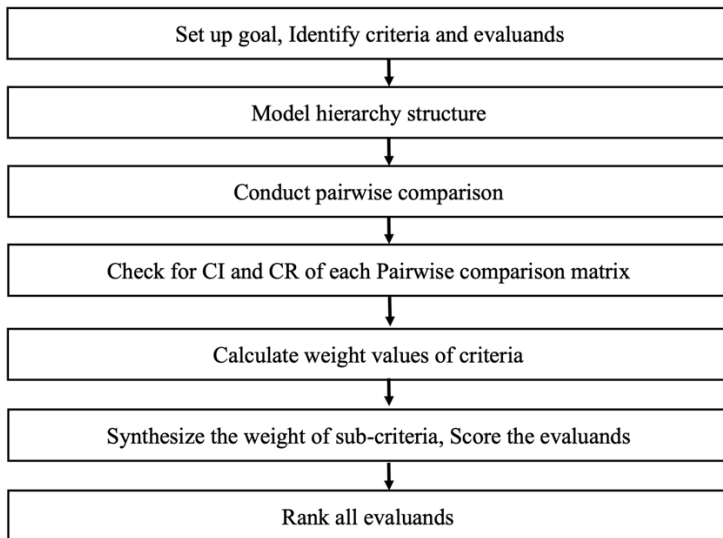 Set up goal, Identify criteria and evaluands
Model hierarchy structure
Conduct pairwise comparison
Check for CI and CR of each Pairwise comparison matrix
Calculate weight values of criteria
Synthesize the weight of sub-criteria, Score the evaluands
Rank all evaluands